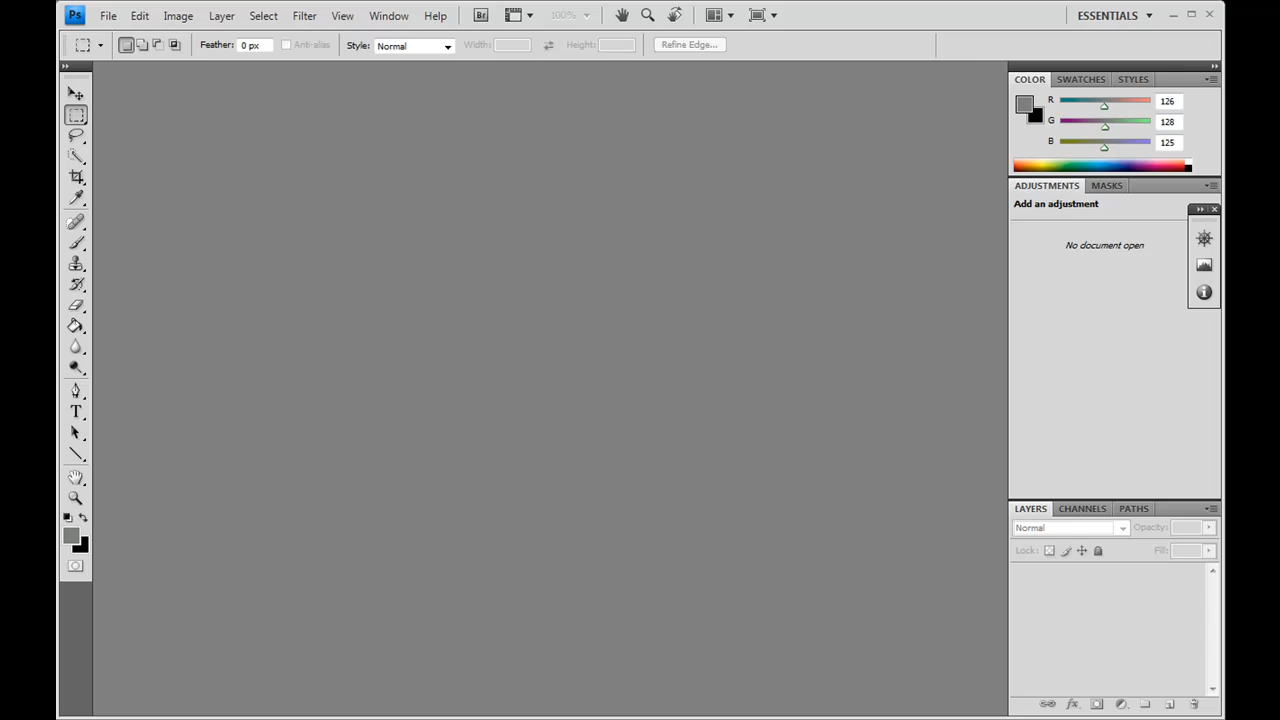 Ps File Edit Image Layer Select Filter View Window Help Br 100% ESSENTIALS
Feather: 0 px Anti-alias Style: Normal Width: Height: Refine Edge...
COLOR SWATCHES STYLES
R 126
G 128
B 125
ADJUSTMENTS MASKS
Add an adjustment
No document open
T
LAYERS CHANNELS PATHS
Normal Opacity:
Lock: Fill:
fx